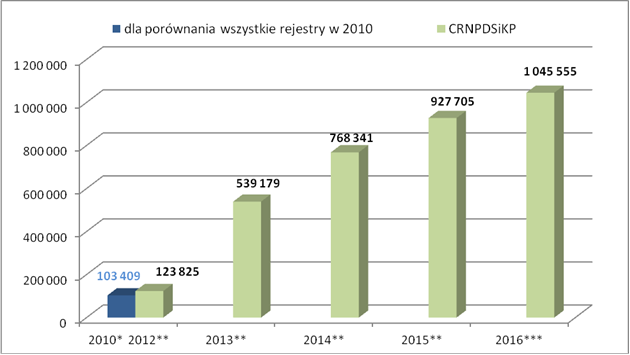 dla porównania wszystkie rejestry w 2010 CRNPDSiKP
1 200 000
1 000 000
800 000
600 000
400 000
200 000
0
103 409
123 825
539 179
768 341
927 705
1 045 555
2010* 2012** 2013** 2014** 2015** 2016***